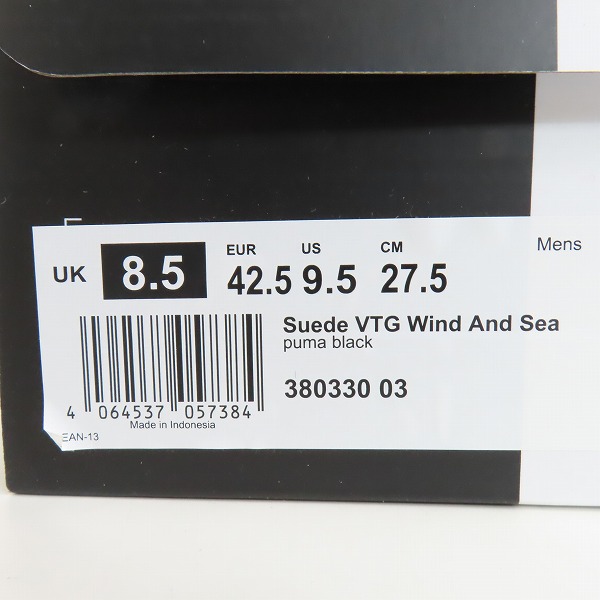 EUR US CM Mens
UK 8.5 42.5 9.5 27.5
Suede VTG Wind And Sea
puma black
380330 03
4 064537 057384
Made in Indonesia
EAN-13